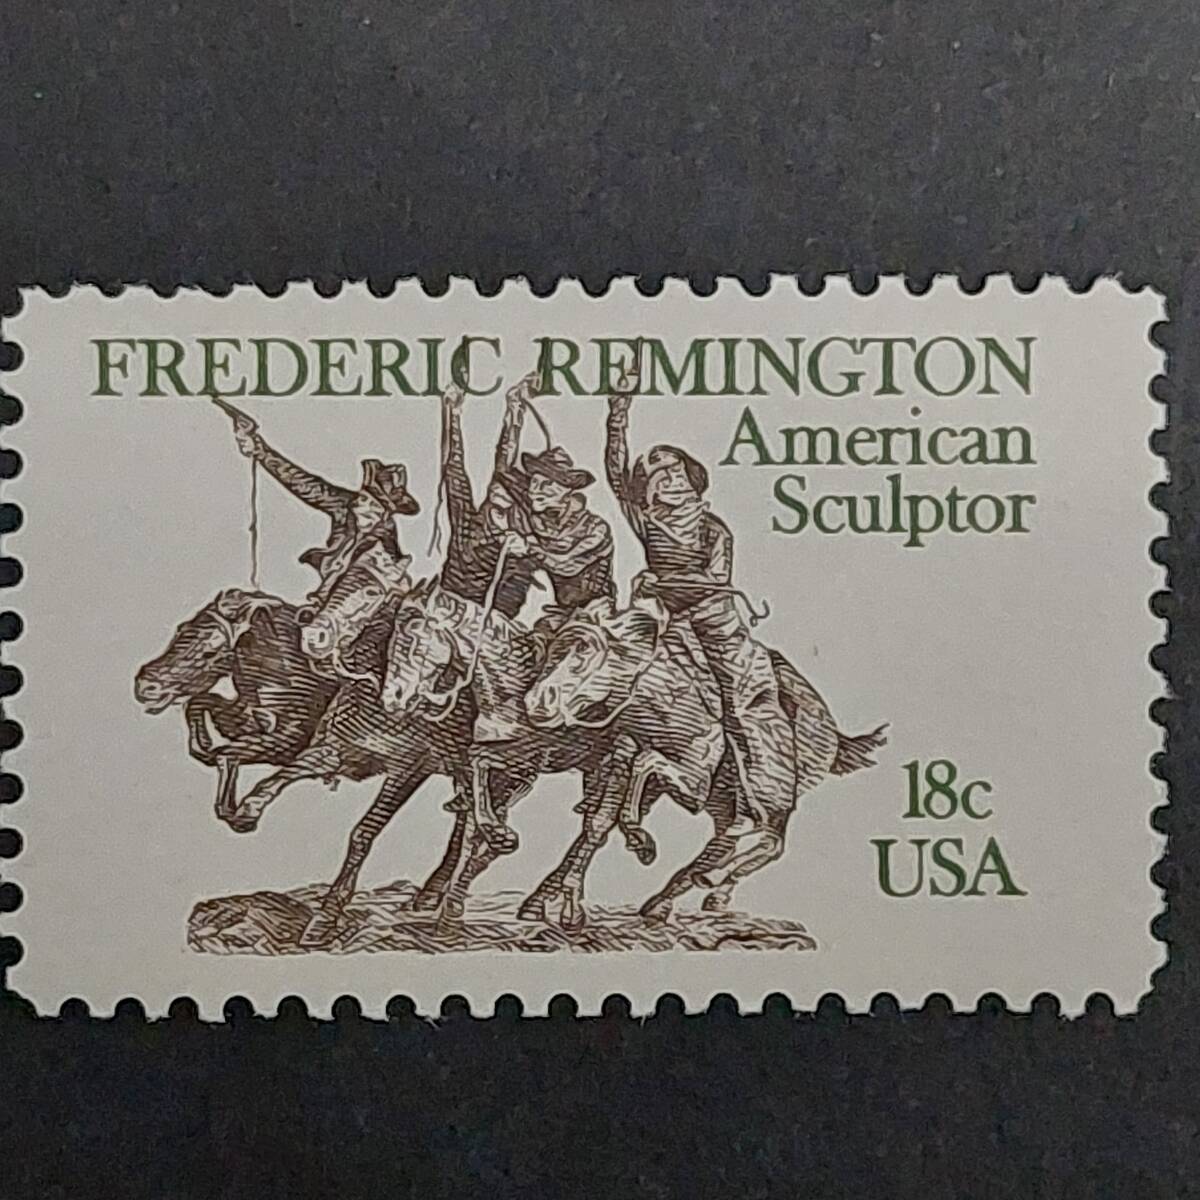 FREDERIC REMINGTON
American
Sculptor
18c
USA